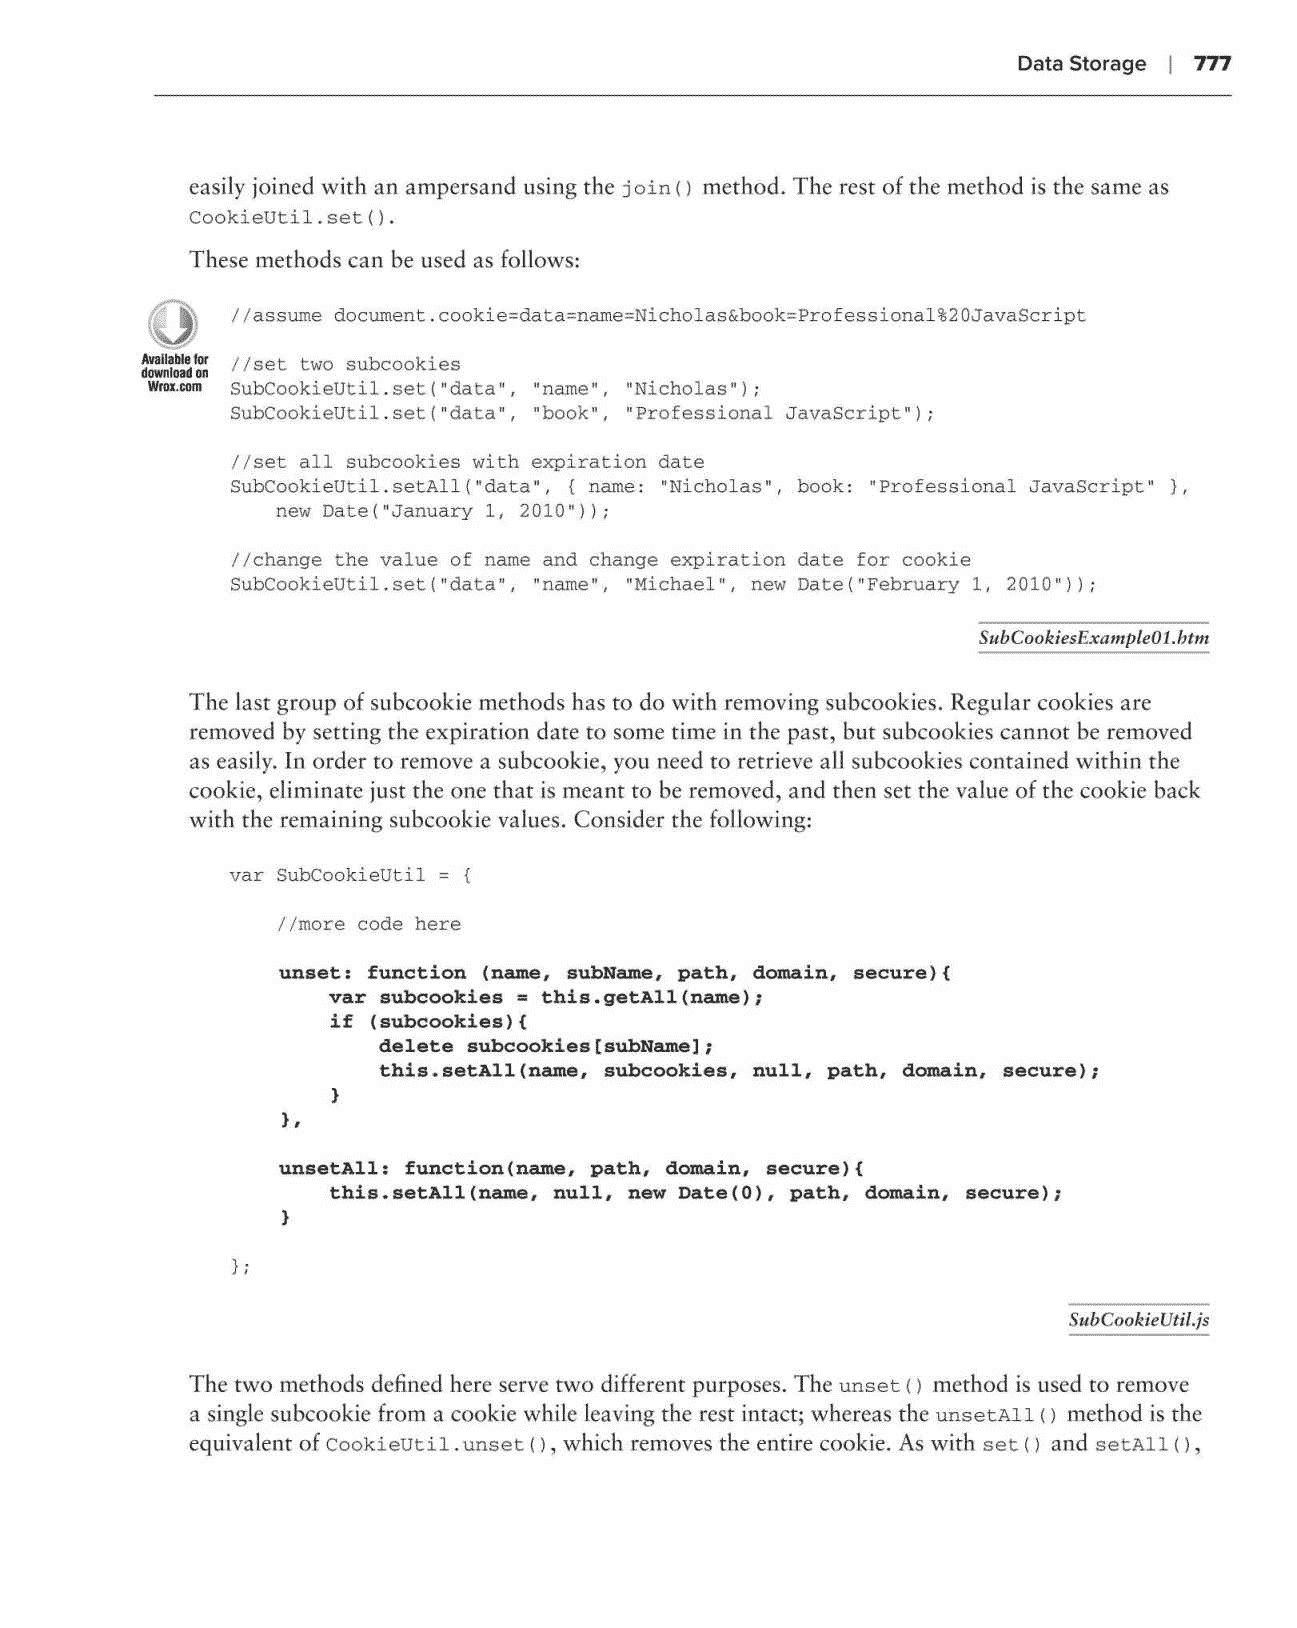 Data Storage | 777
easily joined with an ampersand using the join() method. The rest of the method is the same as
CookieUtil.set().
These methods can be used as follows:
//assume document.cookie=data=name=Nicholas&book=Professional%20JavaScript
Available for
download on
Wrox.com
//set two subcookies
SubCookieUtil.set("data", "name", "Nicholas");
SubCookieUtil.set("data", "book", "Professional JavaScript");
//set all subcookies with expiration date
SubCookieUtil.setAll("data", { name: "Nicholas", book: "Professional JavaScript" },
    new Date("January 1, 2010"));
//change the value of name and change expiration date for cookie
SubCookieUtil.set("data", "name", "Michael", new Date("February 1, 2010"));
SubCookiesExample01.htm
The last group of subcookie methods has to do with removing subcookies. Regular cookies are
removed by setting the expiration date to some time in the past, but subcookies cannot be removed
as easily. In order to remove a subcookie, you need to retrieve all subcookies contained within the
cookie, eliminate just the one that is meant to be removed, and then set the value of the cookie back
with the remaining subcookie values. Consider the following:
var SubCookieUtil = {
    //more code here
    unset: function (name, subName, path, domain, secure){
        var subcookies = this.getAll(name);
        if (subcookies){
            delete subcookies[subName];
            this.setAll(name, subcookies, null, path, domain, secure);
        }
    },
    unsetAll: function(name, path, domain, secure){
        this.setAll(name, null, new Date(0), path, domain, secure);
    }
};
SubCookieUtil.js
The two methods defined here serve two different purposes. The unset() method is used to remove
a single subcookie from a cookie while leaving the rest intact; whereas the unsetAll() method is the
equivalent of CookieUtil.unset(), which removes the entire cookie. As with set() and setAll(),